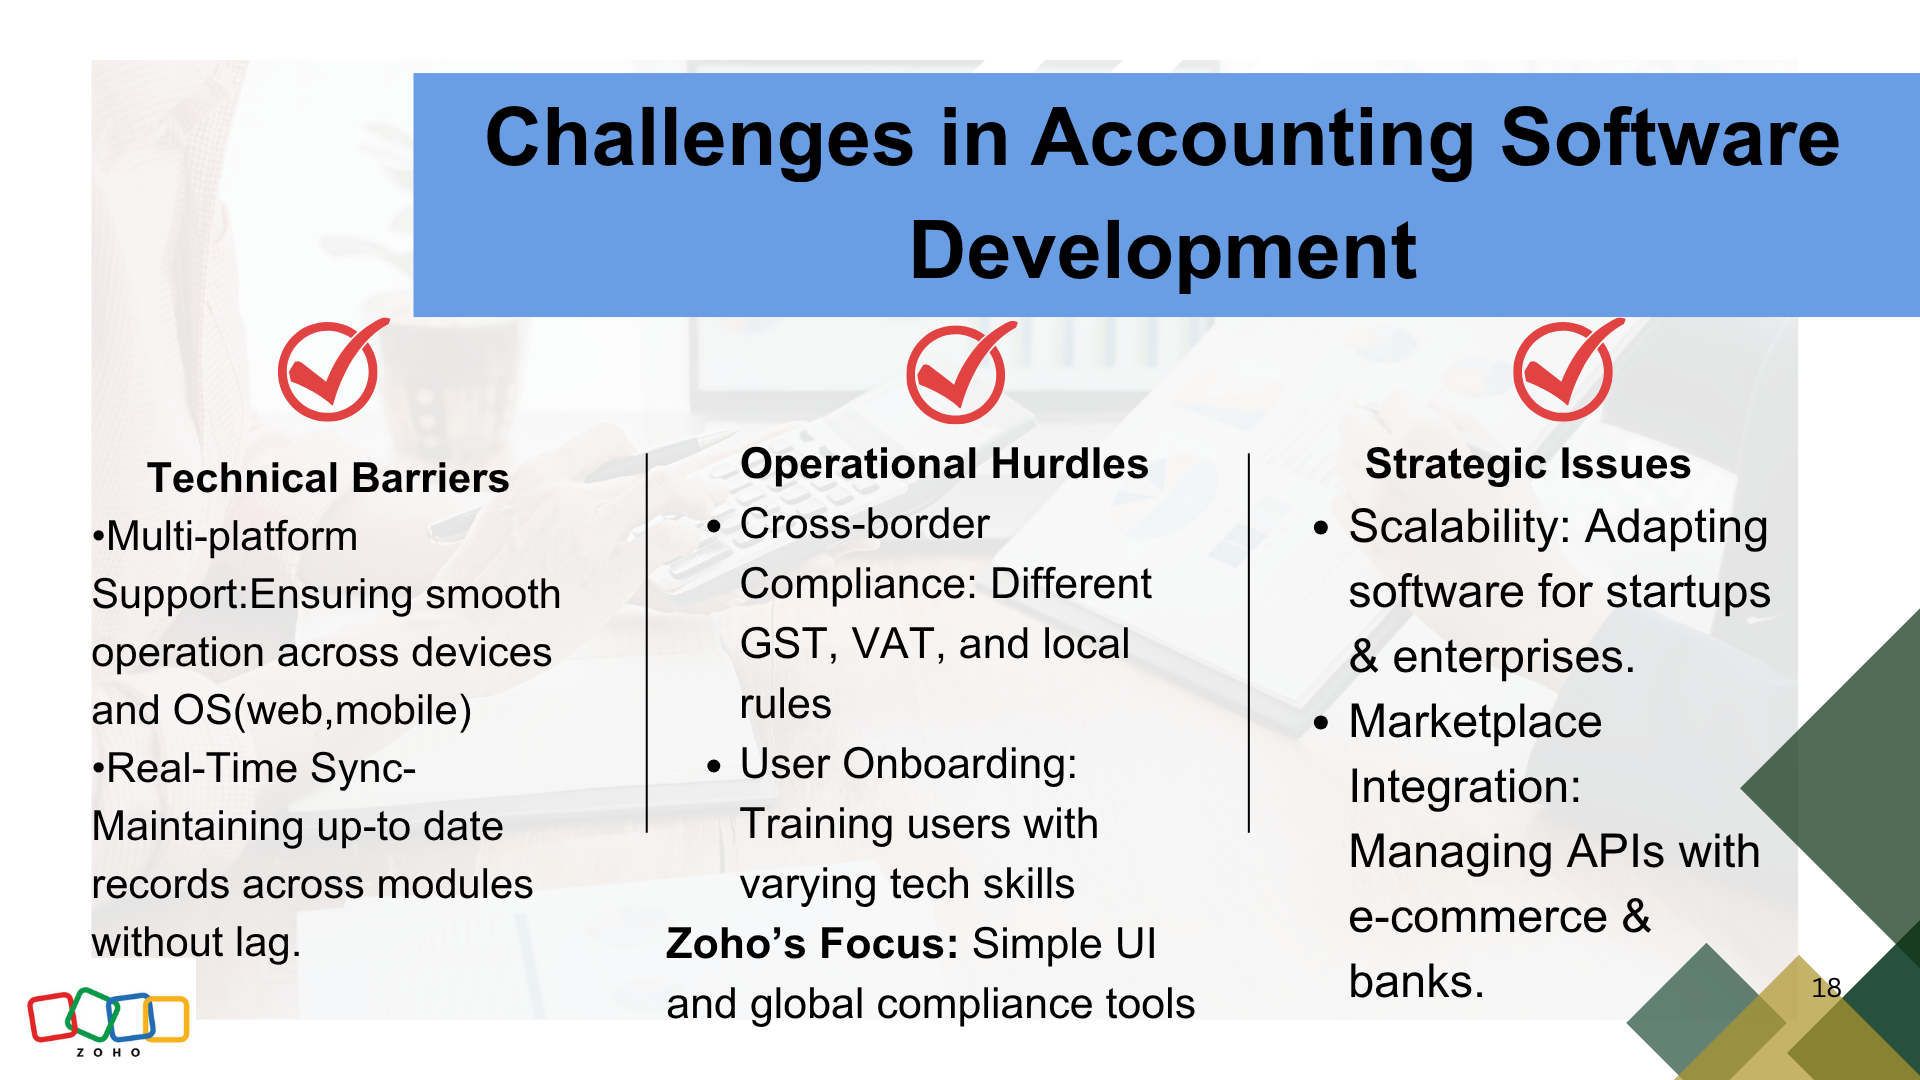 Challenges in Accounting Software
Development
Technical Barriers
•Multi-platform
Support:Ensuring smooth
operation across devices
and OS(web,mobile)
•Real-Time Sync-
Maintaining up-to date
records across modules
without lag.
Operational Hurdles
• Cross-border
Compliance: Different
GST, VAT, and local
rules
• User Onboarding:
Training users with
varying tech skills
Zoho’s Focus: Simple UI
and global compliance tools
Strategic Issues
• Scalability: Adapting
software for startups
& enterprises.
• Marketplace
Integration:
Managing APIs with
e-commerce &
banks.
ZOHO
18